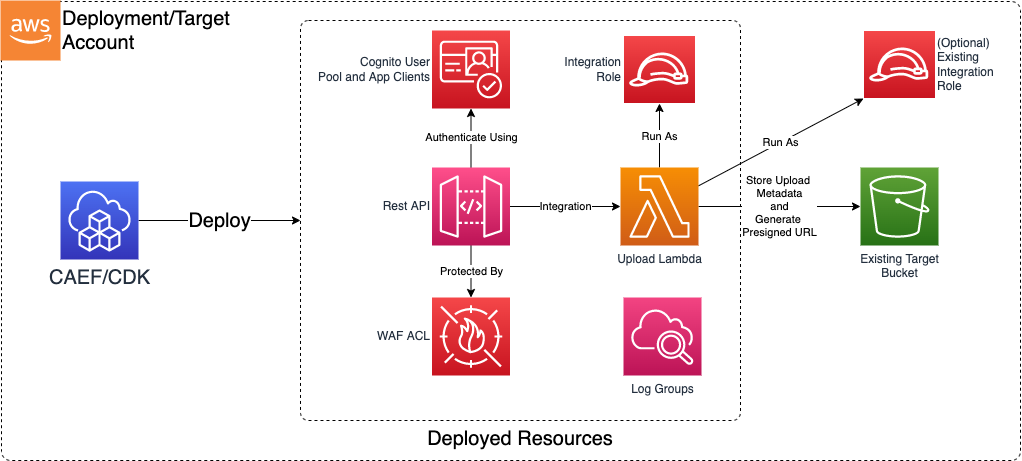 aws
Deployment/Target
Account
Cognito User
Pool and App Clients
Integration
Role
(Optional)
Existing
Integration
Role
Authenticate Using
Run As
Run As
Deploy
Rest API
</>
Integration
Store Upload
Metadata
and
Generate
Presigned URL
CAEF/CDK
Upload Lambda
Existing Target
Bucket
Protected By
WAF ACL
Log Groups
Deployed Resources